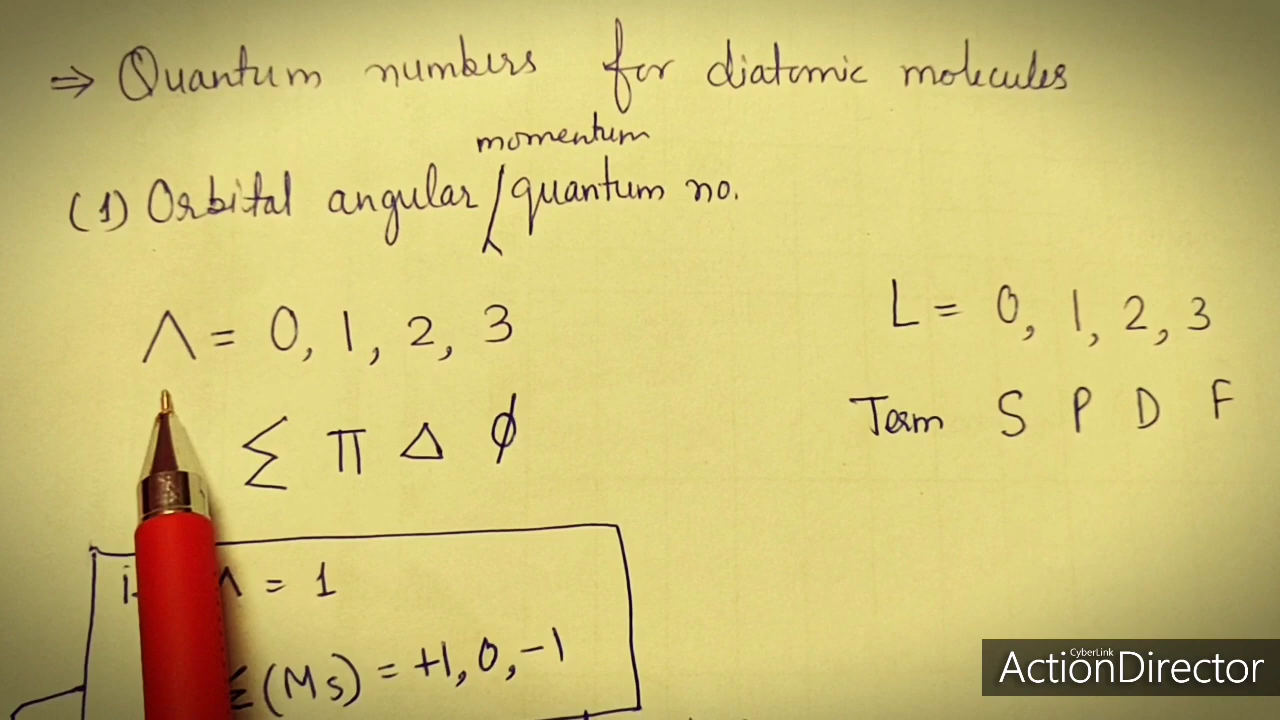 ⇒ Quantum numbers for diatomic molecules
momentum
(1) Orbital angular / quantum no.
Λ = 0, 1, 2, 3
L = 0, 1, 2, 3
Σ Π Δ ϕ
Term S P D F
Λ = 1
Σ(Ms) = +1, 0, -1
CyberLink
ActionDirector